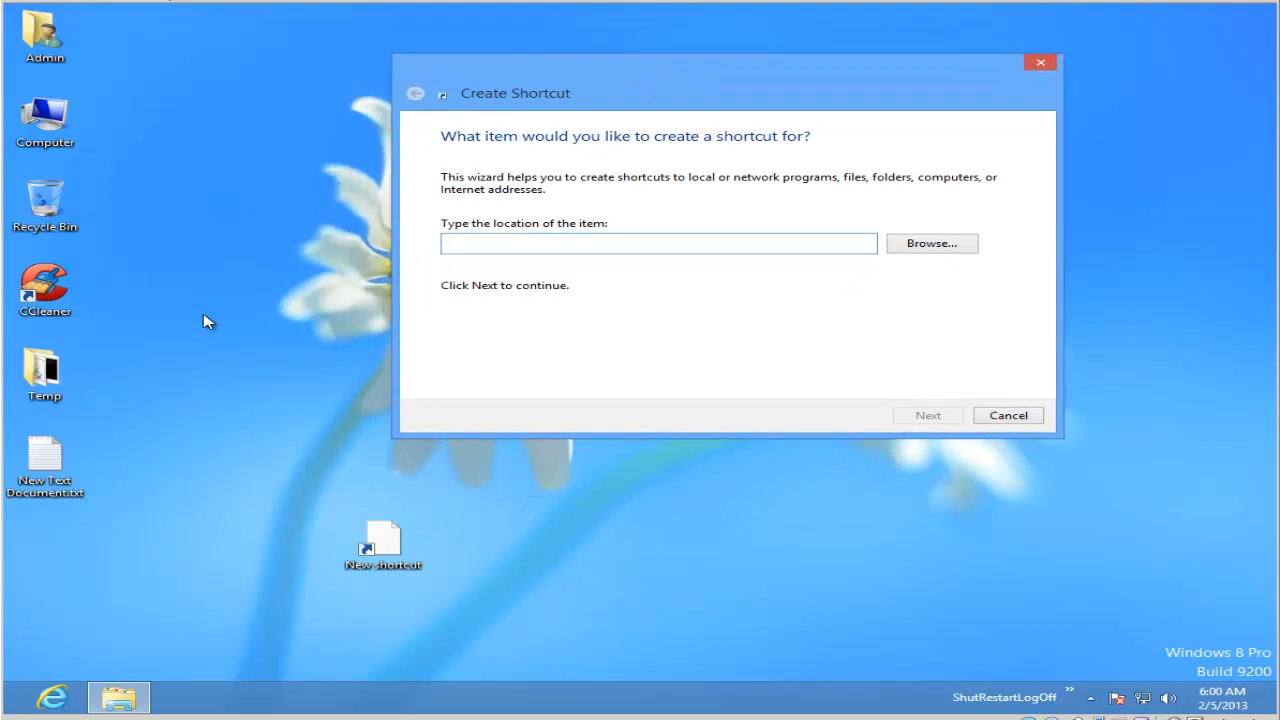 Admin
Computer
Recycle Bin
CCleaner
Temp
New Text
Document.txt
Create Shortcut
What item would you like to create a shortcut for?
This wizard helps you to create shortcuts to local or network programs, files, folders, computers, or
Internet addresses.
Type the location of the item:
Browse...
Click Next to continue.
Next
Cancel
New shortcut
Windows 8 Pro
Build 9200
ShutRestartLogOff
6:00 AM
2/5/2013